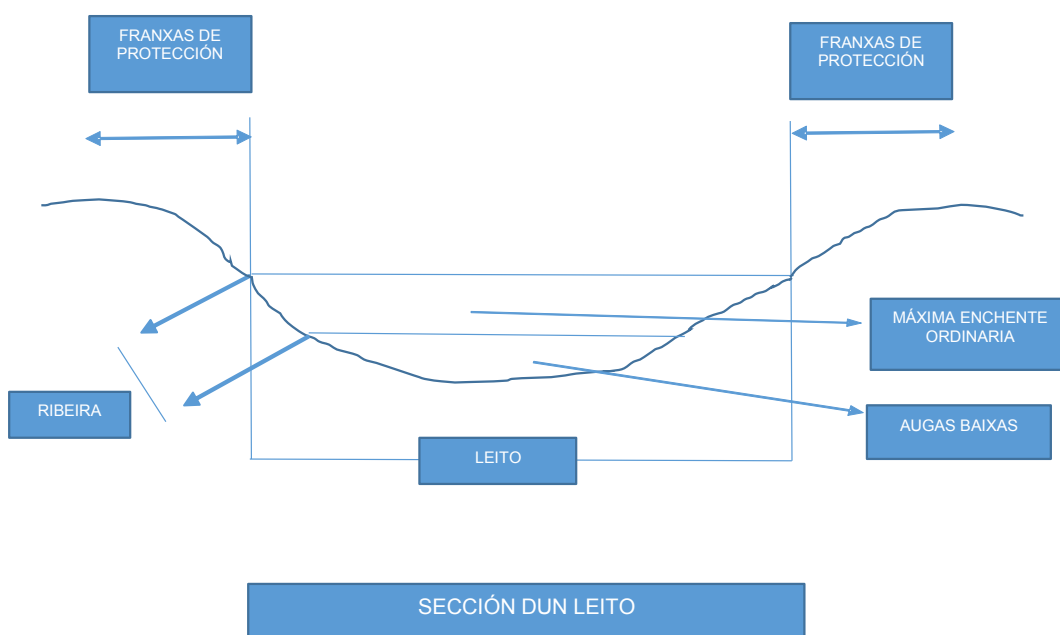 FRANXAS DE
PROTECCIÓN
FRANXAS DE
PROTECCIÓN
MÁXIMA ENCHENTE
ORDINARIA
RIBEIRA
AUGAS BAIXAS
LEITO
SECCIÓN DUN LEITO